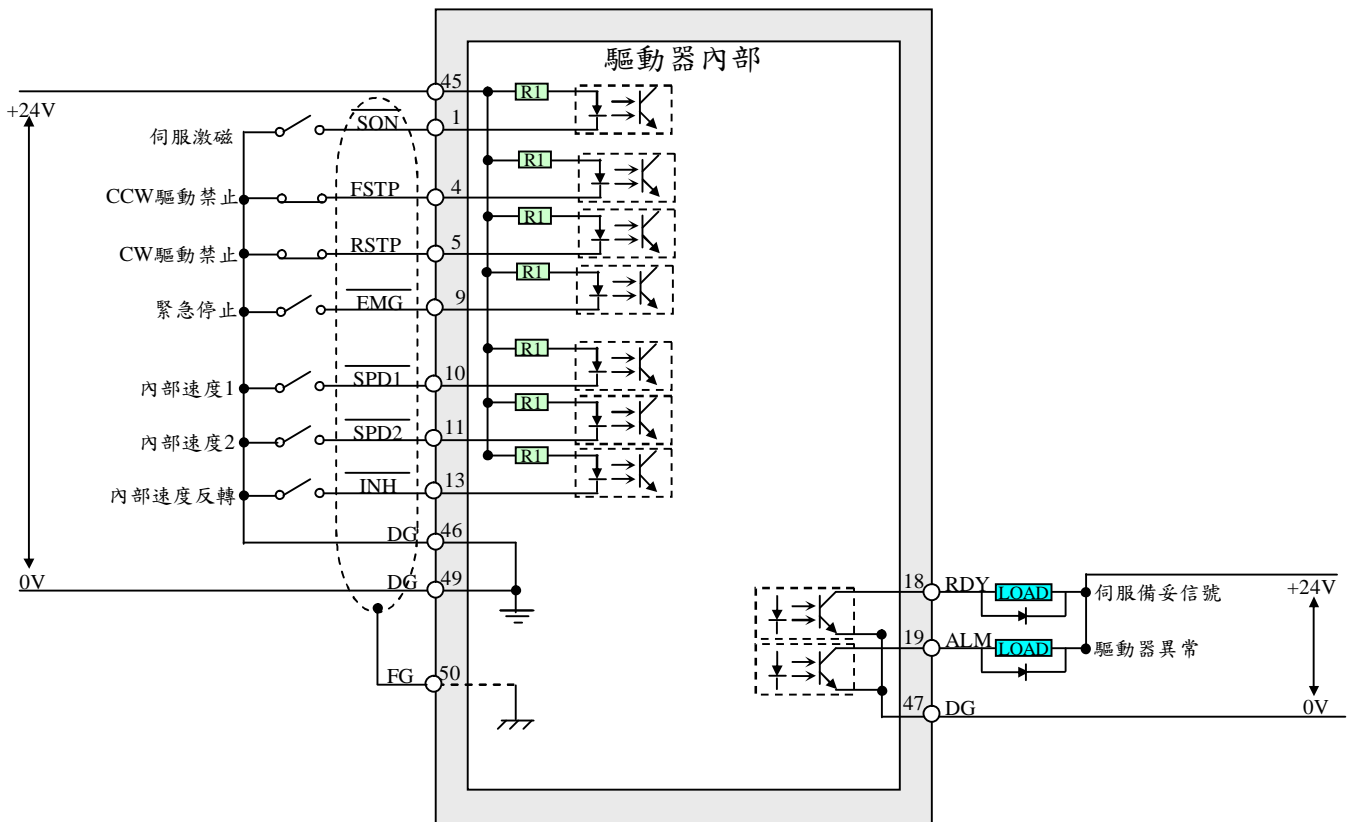 驅動器內部
45
R1
+24V
伺服激磁
SON
1
R1
CCW驅動禁止
FSTP
4
R1
CW驅動禁止
RSTP
5
R1
緊急停止
EMG
9
R1
內部速度1
SPD1
10
R1
內部速度2
SPD2
11
R1
內部速度反轉
INH
13
DG
46
0V
DG
49
FG
50
18
RDY
LOAD
伺服備妥信號
+24V
19
ALM
LOAD
驅動器異常
47
DG
0V